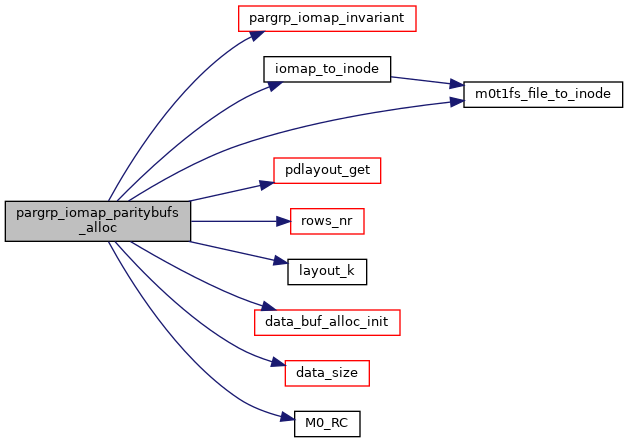 pargrp_iomap_invariant
iomap_to_inode
m0t1fs_file_to_inode
pdlayout_get
pargrp_iomap_paritybufs
_alloc
rows_nr
layout_k
data_buf_alloc_init
data_size
M0_RC